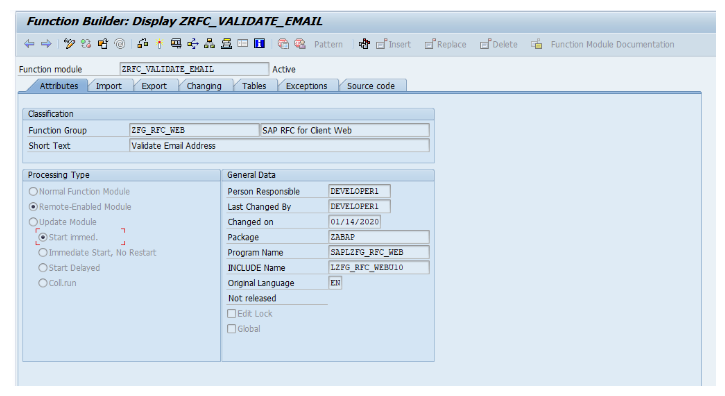 Function Builder: Display ZRFC_VALIDATE_EMAIL
Pattern Insert Replace Delete Function Module Documentation
Function module ZRFC_VALIDATE_EMAIL Active
Attributes Import Export Changing Tables Exceptions Source code
Classification
Function Group ZFG_RFC_WEB SAP RFC for Client Web
Short Text Validate Email Address
Processing Type
Normal Function Module
Remote-Enabled Module
Update Module
Start immed.
Immediate Start, No Restart
Start Delayed
Coll.run
General Data
Person Responsible DEVELOPER1
Last Changed By DEVELOPER1
Changed on 01/14/2020
Package ZABAP
Program Name SAPLZFG_RFC_WEB
INCLUDE Name LZFG_RFC_WEBU10
Original Language EN
Not released
Edit Lock
Global